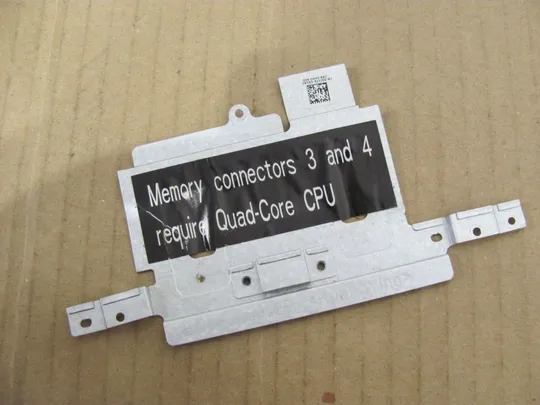 Memory connectors 3 and 4
require Quad-Core CPU